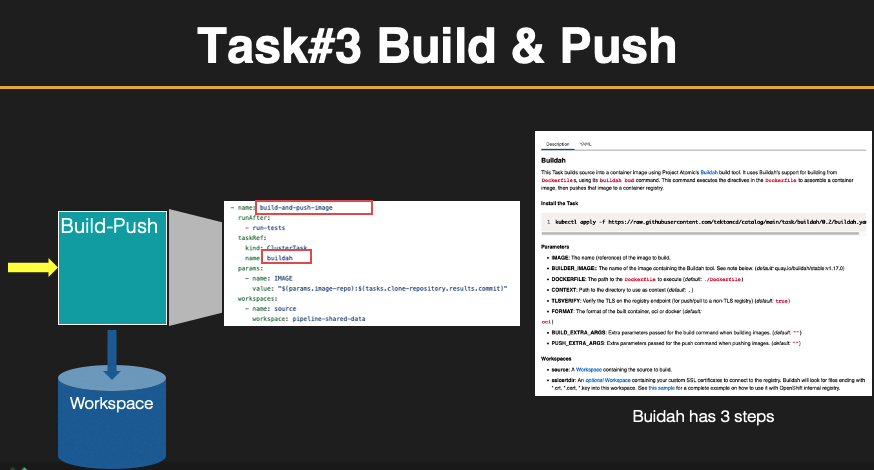 Task#3 Build & Push
Build-Push
Workspace
- name: build-and-push-image
runAfter:
- run-tests
taskRef:
kind: ClusterTask
name: buildah
params:
- name: IMAGE
value: "$(params.image-repo):$(tasks.clone-repository.results.commit)"
workspaces:
- name: source
workspace: pipeline-shared-data
Description YAML
Buildah
This Task builds source into a container image using Project Atomic's Buildah build tool. It uses Buildah's support for building from
Dockerfiles, using its buildah bud command. This command executes the directives in the Dockerfile to assemble a container
image, then pushes that image to a container registry.
Install the Task
1 kubectl apply -f https://raw.githubusercontent.com/tektoncd/catalog/main/task/buildah/0.2/buildah.ya
Parameters
• IMAGE: The name (reference) of the image to build.
• BUILDER_IMAGE:: The name of the image containing the Buildah tool. See note below. (default: quay.io/buildah/stable:v1.17.0)
• DOCKERFILE: The path to the Dockerfile to execute (default: ./Dockerfile)
• CONTEXT: Path to the directory to use as context (default: .)
• TLSVERIFY: Verify the TLS on the registry endpoint (for push/pull to a non-TLS registry) (default: true)
• FORMAT: The format of the built container, oci or docker (default:
oci)
• BUILD_EXTRA_ARGS: Extra parameters passed for the build command when building images. (default: "")
• PUSH_EXTRA_ARGS: Extra parameters passed for the push command when pushing images. (default: "")
Workspaces
• source: A Workspace containing the source to build.
• sslcertdir: An optional Workspace containing your custom SSL certificates to connect to the registry. Buildah will look for files ending with
*.crt, *.cert, *.key into this workspace. See this sample for a complete example on how to use it with OpenShift internal registry.
Buidah has 3 steps